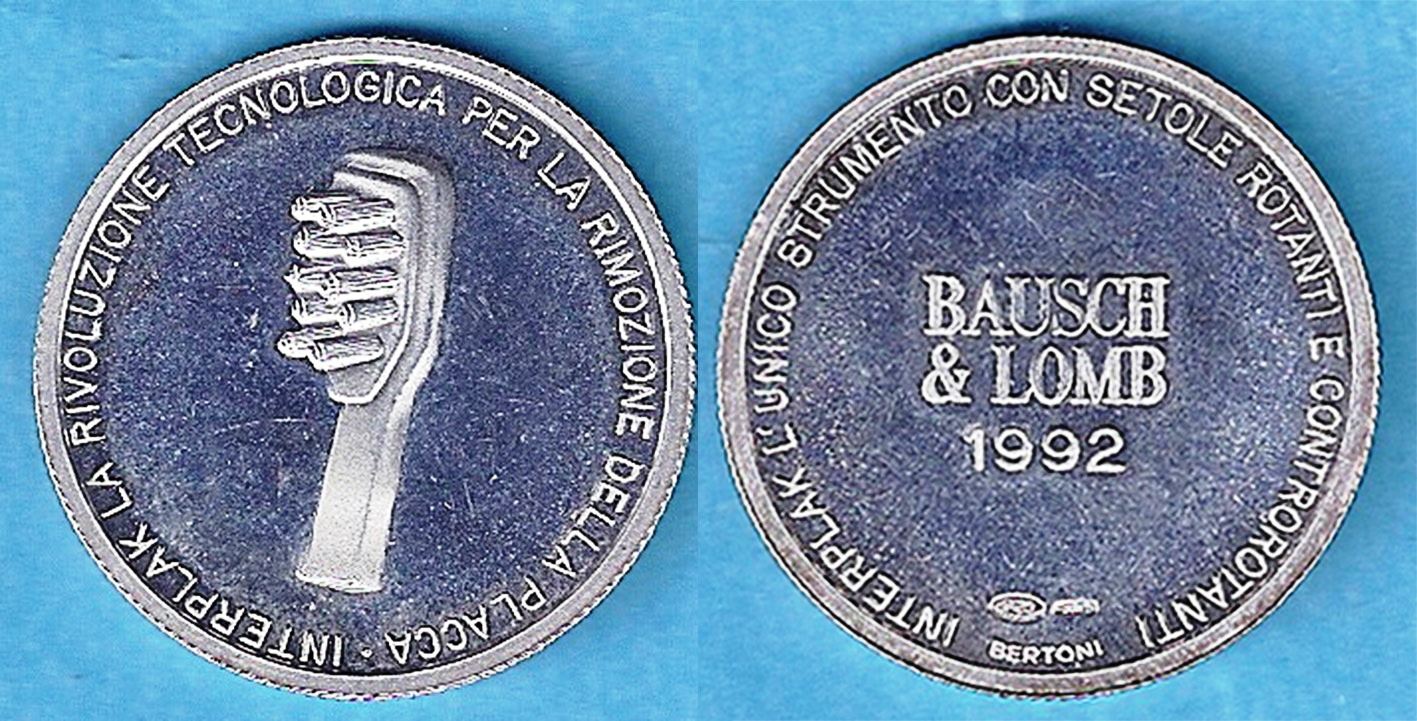 INTERPLAK LA RIVOLUZIONE TECNOLOGICA PER LA RIMOZIONE DELLA PLACCA ·
INTERPLAK L'UNICO STRUMENTO CON SETOLE ROTANTI E CONTROROTANTI
BAUSCH
& LOMB
1992
BERTONI